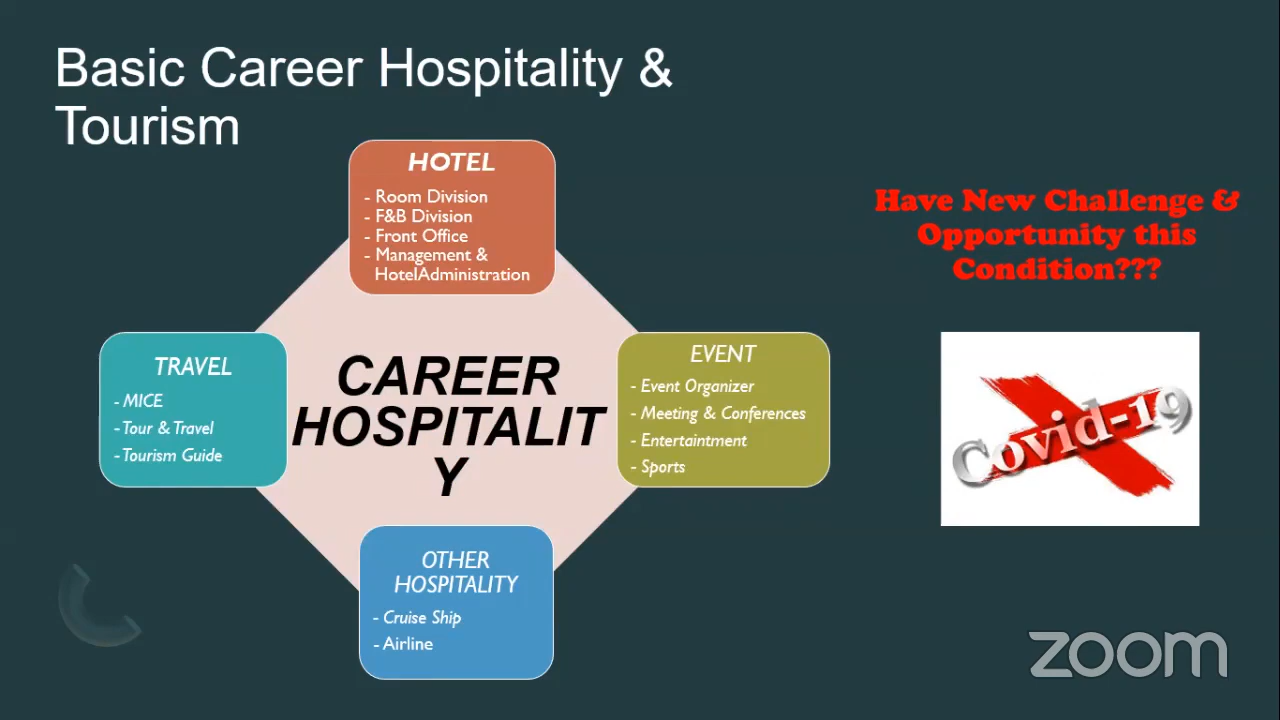 Basic Career Hospitality &
Tourism
HOTEL
- Room Division
- F&B Division
- Front Office
- Management &
HotelAdministration
Have New Challenge &
Opportunity this
Condition???
TRAVEL
- MICE
- Tour & Travel
- Tourism Guide
CAREER
HOSPITALIT
Y
EVENT
- Event Organizer
- Meeting & Conferences
- Entertaintment
- Sports
Covid-19
OTHER
HOSPITALITY
- Cruise Ship
- Airline
zoom